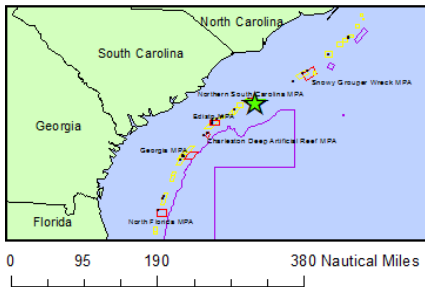 North Carolina
South Carolina
Snowy Grouper Wreck MPA
Northern South Carolina MPA
Edisto MPA
Georgia
Charleston Deep Artificial Reef MPA
Georgia MPA
Florida
North Florida MPA
0 95 190 380 Nautical Miles